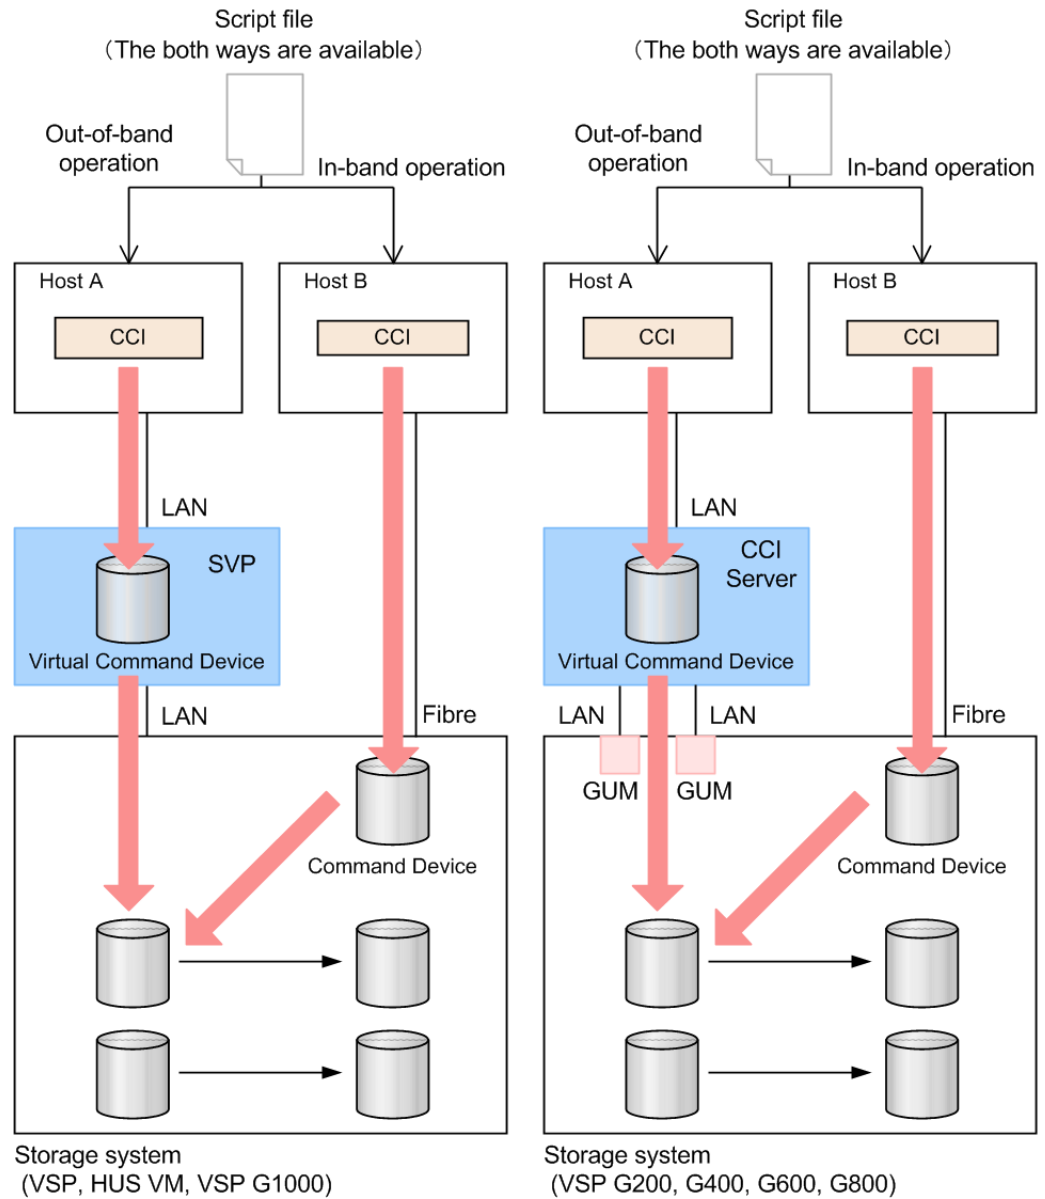 Script file
（The both ways are available）
Out-of-band
operation
In-band operation
Host A
CCI
Host B
CCI
LAN
SVP
Virtual Command Device
LAN
Fibre
Command Device
Storage system
(VSP, HUS VM, VSP G1000)
Script file
（The both ways are available）
Out-of-band
operation
In-band operation
Host A
CCI
Host B
CCI
LAN
CCI
Server
Virtual Command Device
LAN
LAN
Fibre
GUM
GUM
Command Device
Storage system
(VSP G200, G400, G600, G800)